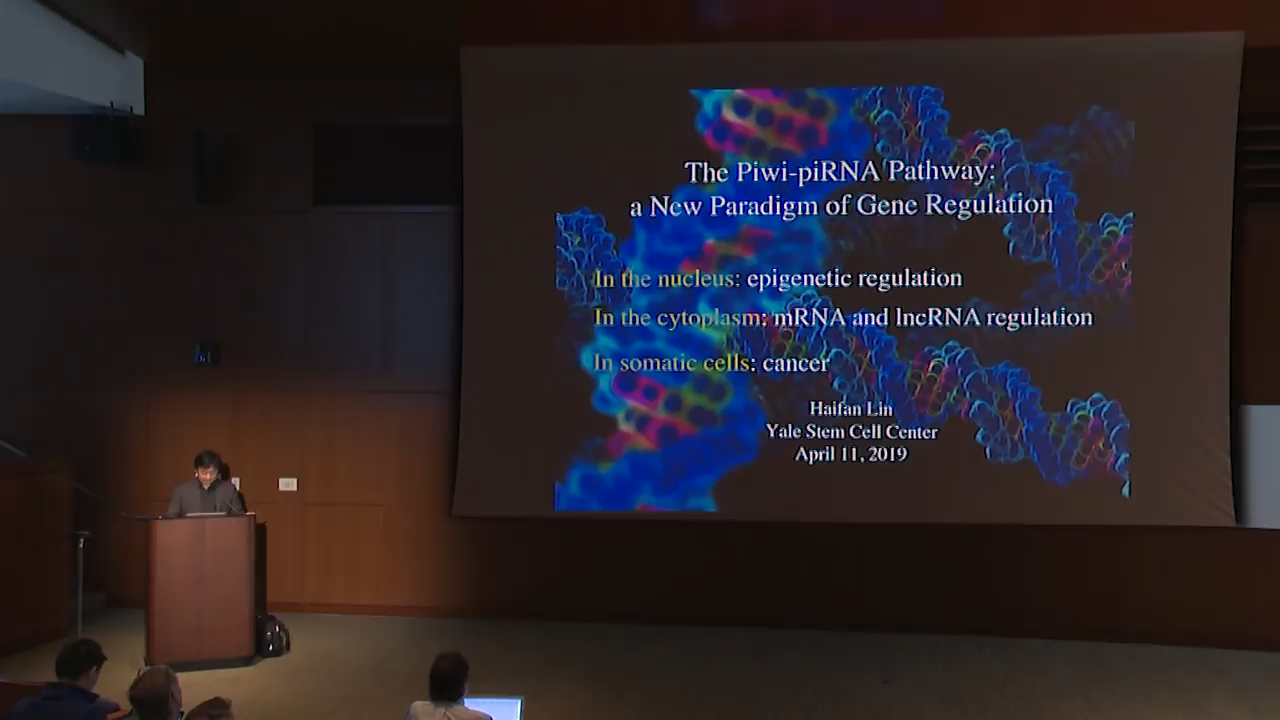 The Piwi-piRNA Pathway:
a New Paradigm of Gene Regulation
In the nucleus: epigenetic regulation
In the cytoplasm: mRNA and lncRNA regulation
In somatic cells: cancer
Haifan Lin
Yale Stem Cell Center
April 11, 2019